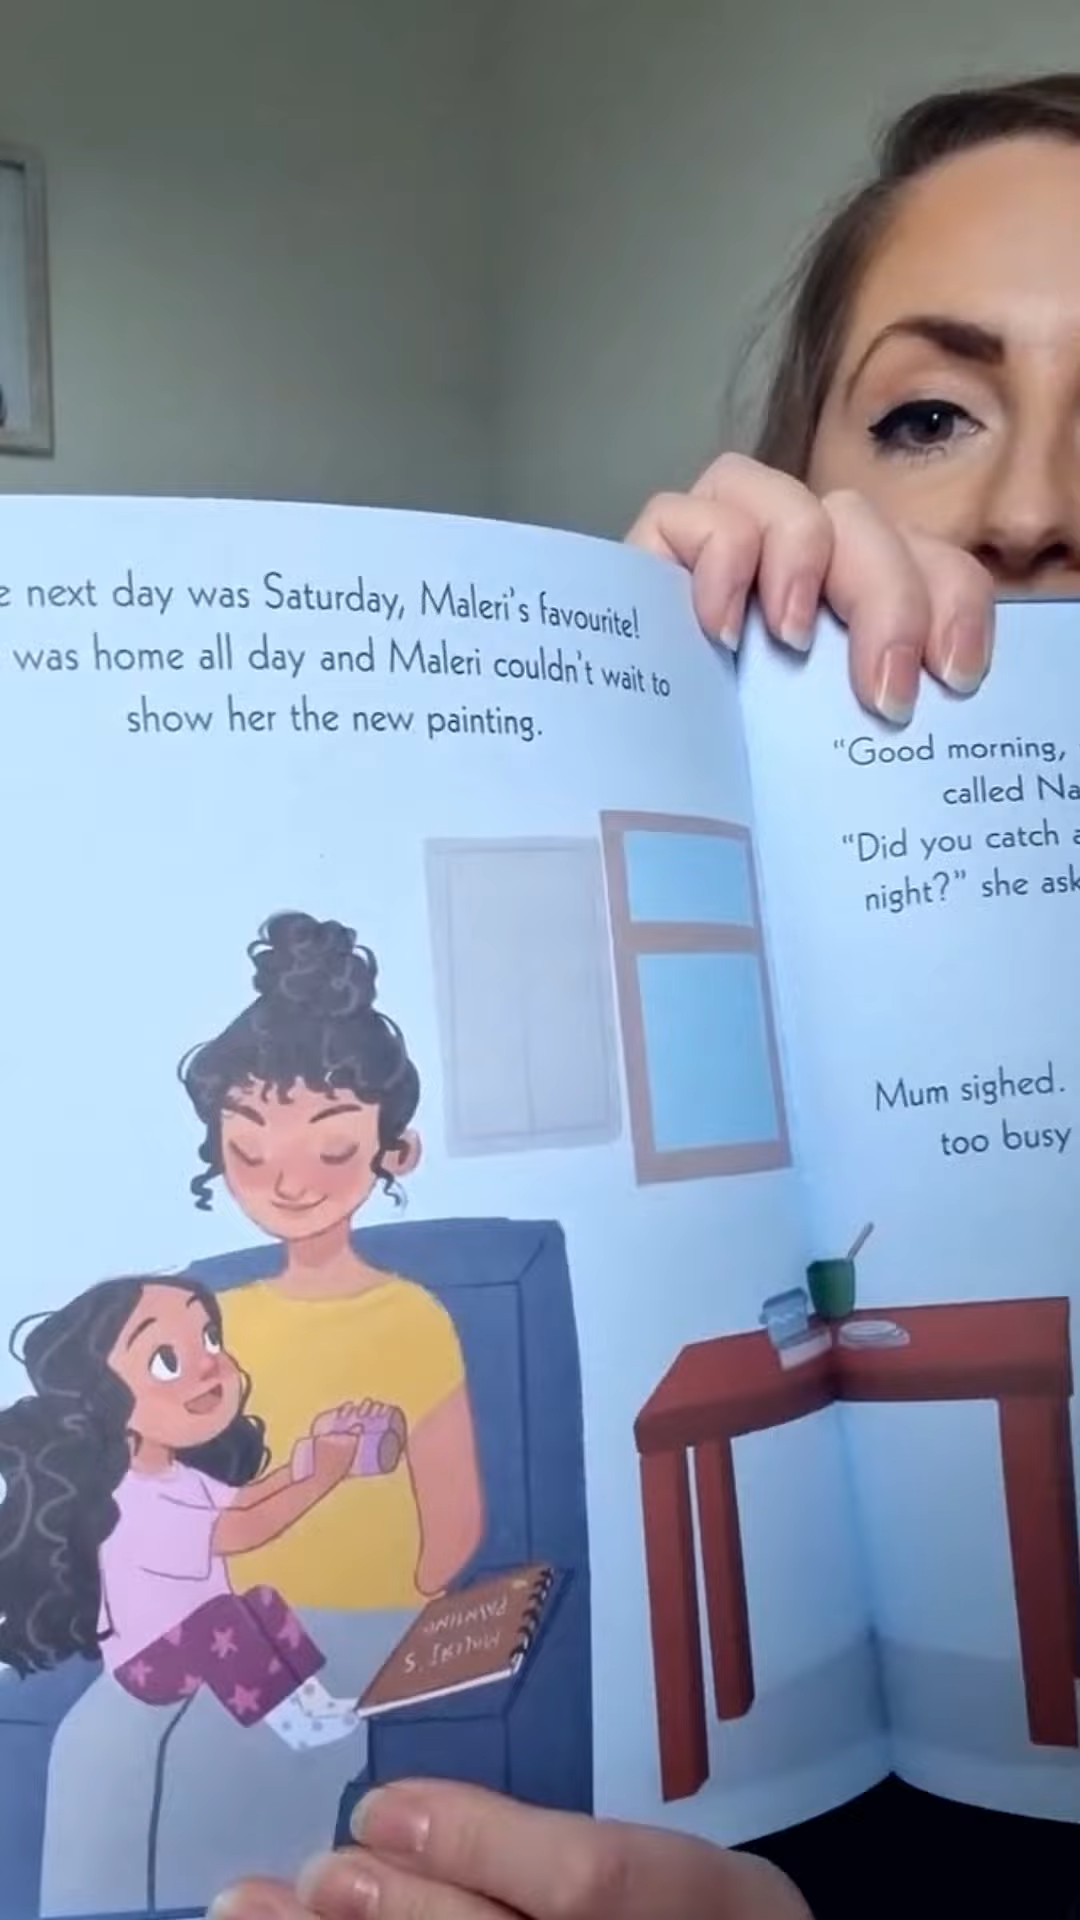 next day was Saturday, Maleri's favourite!
was home all day and Maleri couldn't wait to
show her the new painting.
"Good morning,
called
"Did you catch
night?" she
Mum sighed.
too busy
PAINTING